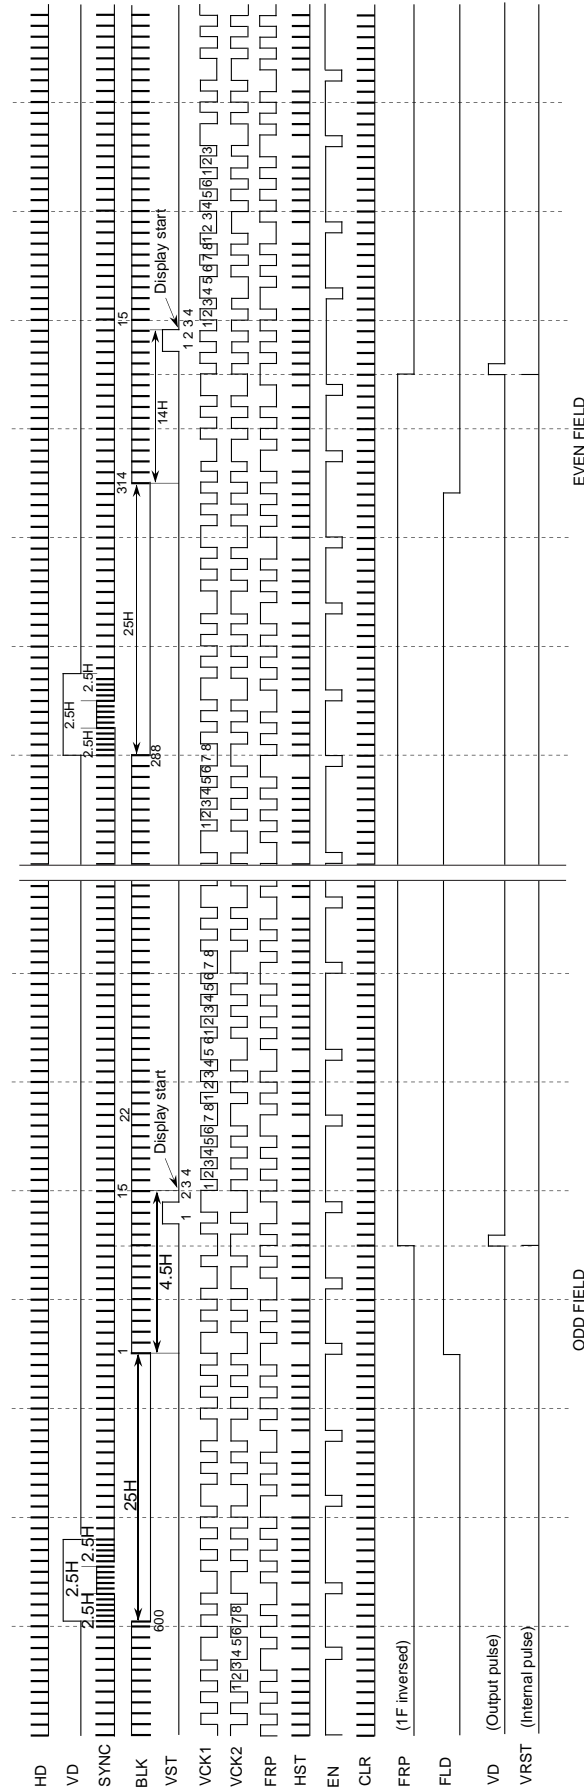 HD
VD
2.5H
2.5H
2.5H
2.5H
2.5H
2.5H
SYNC
BLK
600
25H
1
15
22
288
25H
314
15
VST
4.5H
1
2 3 4
Display start
14H
1 2 3 4
Display start
VCK1
1 2 3 4 5 6 7 8 1 2 3 4 5 6 1 2 3 4 5 6 7 8
1 2 3 4 5 6 7 8
1 2 3 4 5 6 7 8 1 2 3 4 5 6 1 2 3
VCK2
1 2 3 4 5 6 7 8
FRP
HST
EN
CLR
FRP
(1F inversed)
FLD
VD
(Output pulse)
VRST
(Internal pulse)
ODD FIELD
EVEN FIELD